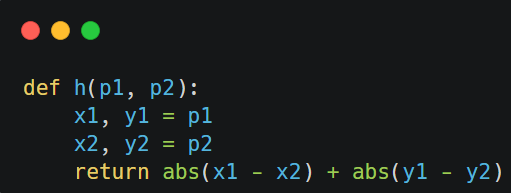 def h(p1, p2):
    x1, y1 = p1
    x2, y2 = p2
    return abs(x1 - x2) + abs(y1 - y2)